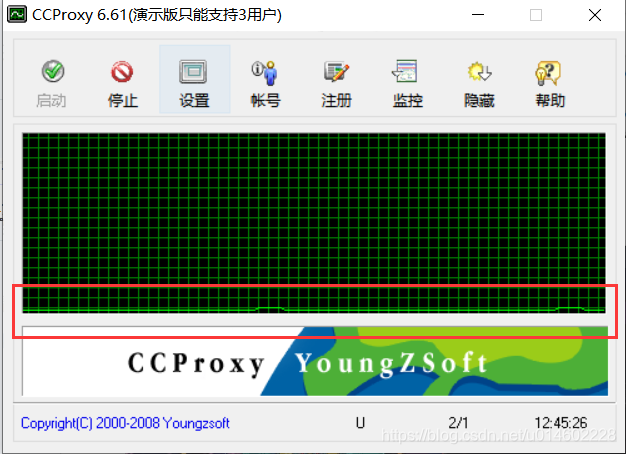 CCProxy 6.61(演示版只能支持3用户)
启动 停止 设置 帐号 注册 监控 隐藏 帮助
CCProxy YoungZSoft
Copyright(C) 2000-2008 Youngzsoft U 2/1 12:45:26
https://blog.csdn.net/u014602228